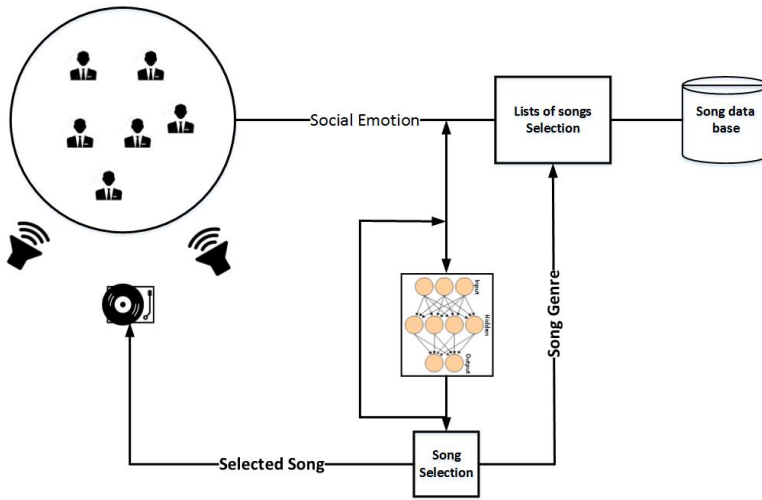 Social Emotion
Lists of songs
Selection
Song data
base
Input
Hidden
Output
Song Genre
Selected Song
Song
Selection